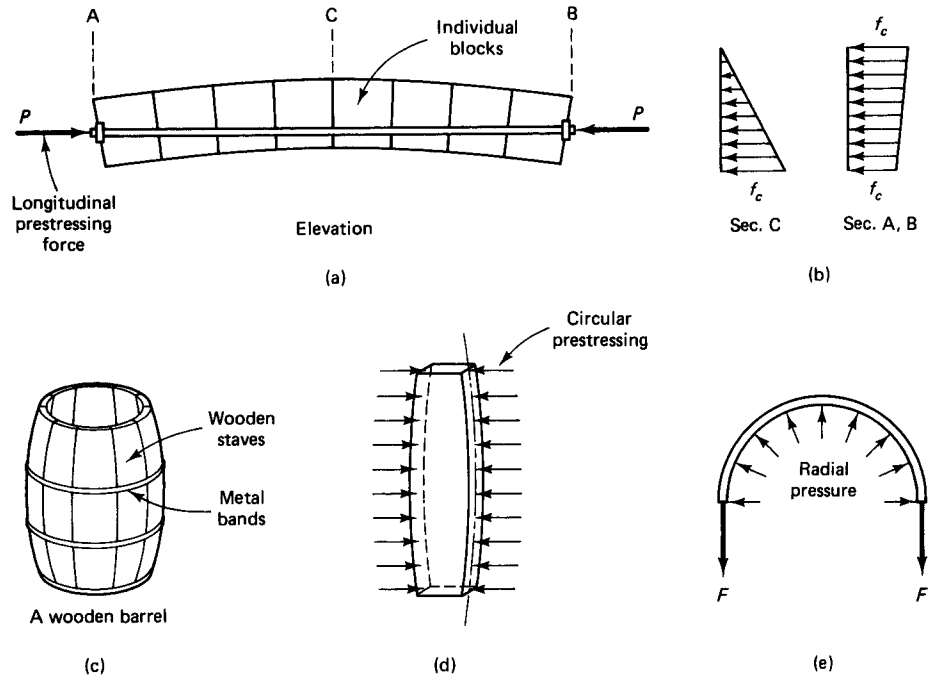 A
C
B
Individual
blocks
P
P
Longitudinal
prestressing
force
Elevation
(a)
f_c
f_c
f_c
f_c
Sec. C
Sec. A, B
(b)
Wooden
staves
Metal
bands
A wooden barrel
(c)
Circular
prestressing
(d)
Radial
pressure
F
F
(e)